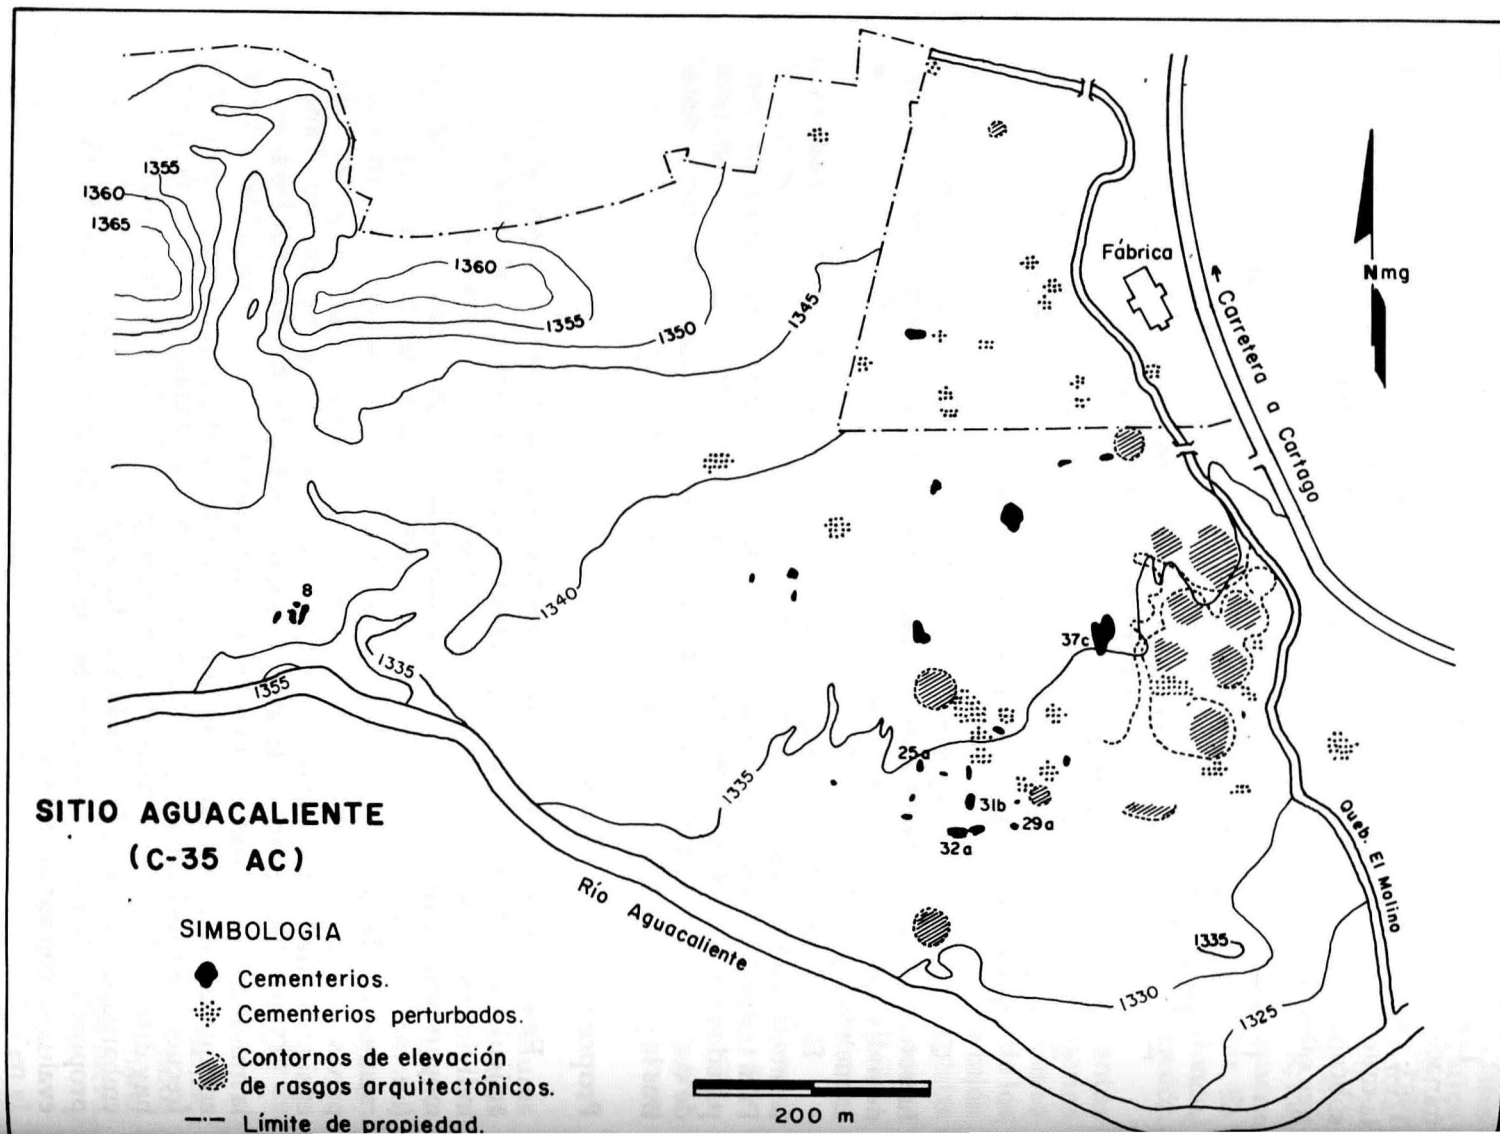 1355
1360
1365
1360
1355
1350
1345
Fábrica
Carretera a Cartago
Nmg
8
1340
1335
1355
37c
25a
1335
31b
29a
32a
Queb. El Molino
SITIO AGUACALIENTE
(C-35 AC)
Río Aguacaliente
1335
1330
1325
SIMBOLOGIA
Cementerios.
Cementerios perturbados.
Contornos de elevación
de rasgos arquitectónicos.
Límite de propiedad.
200 m